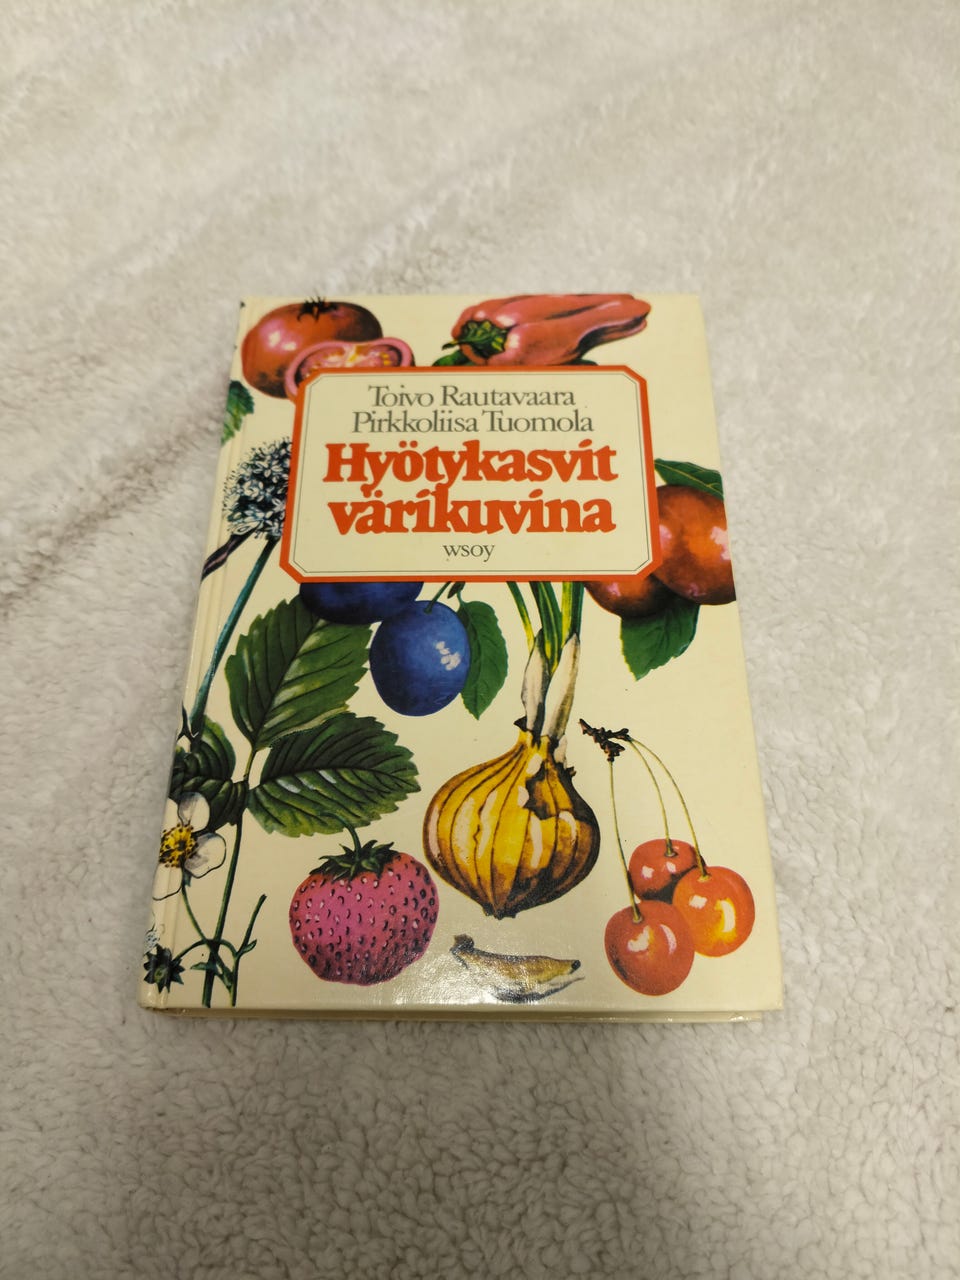 Toivo Rautavaara
Pirkkoliisa Tuomola
Hyötykasvit
värikuvina
wsoy